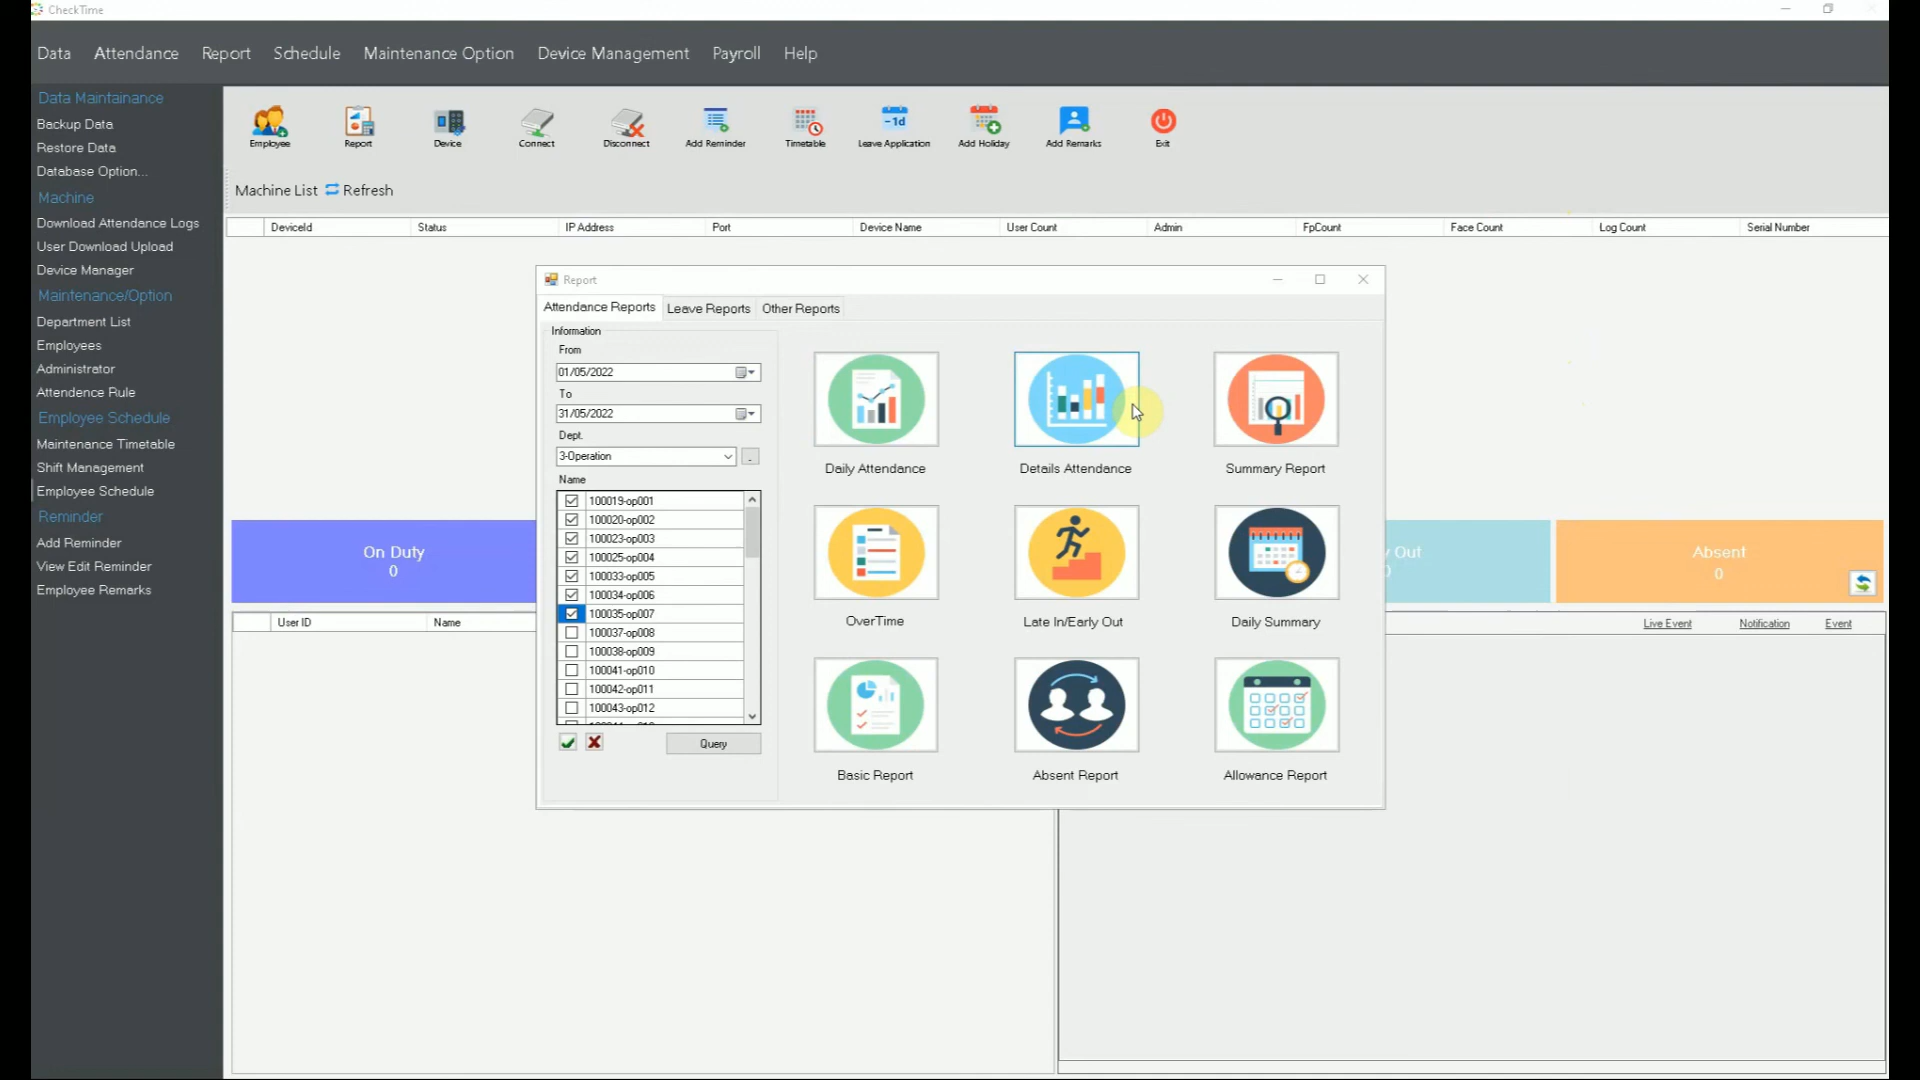 CheckTime
Data Attendance Report Schedule Maintenance Option Device Management Payroll Help
Data Maintainance
Backup Data
Restore Data
Database Option...
Machine
Download Attendance Logs
User Download Upload
Device Manager
Maintenance/Option
Department List
Employees
Administrator
Attendence Rule
Employee Schedule
Maintenance Timetable
Shift Management
Employee Schedule
Reminder
Add Reminder
View Edit Reminder
Employee Remarks
Employee Report Device Connect Disconnect Add Reminder Timetable -1d Leave Application Add Holiday Add Remarks Exit
Machine List Refresh
DeviceId Status IP Address Port Device Name User Count Admin FpCount Face Count Log Count Serial Number
Report
Attendance Reports Leave Reports Other Reports
Information
From
01/05/2022
To
31/05/2022
Dept.
3-Operation
Name
100019-op001
100020-op002
100023-op003
100025-op004
100033-op005
100034-op006
100035-op007
100037-op008
100038-op009
100041-op010
100042-op011
100043-op012
Query
Daily Attendance Details Attendance Summary Report
OverTime Late In/Early Out Daily Summary
Basic Report Absent Report Allowance Report
On Duty
0
Out
Absent
0
User ID Name
Live Event Notification Event